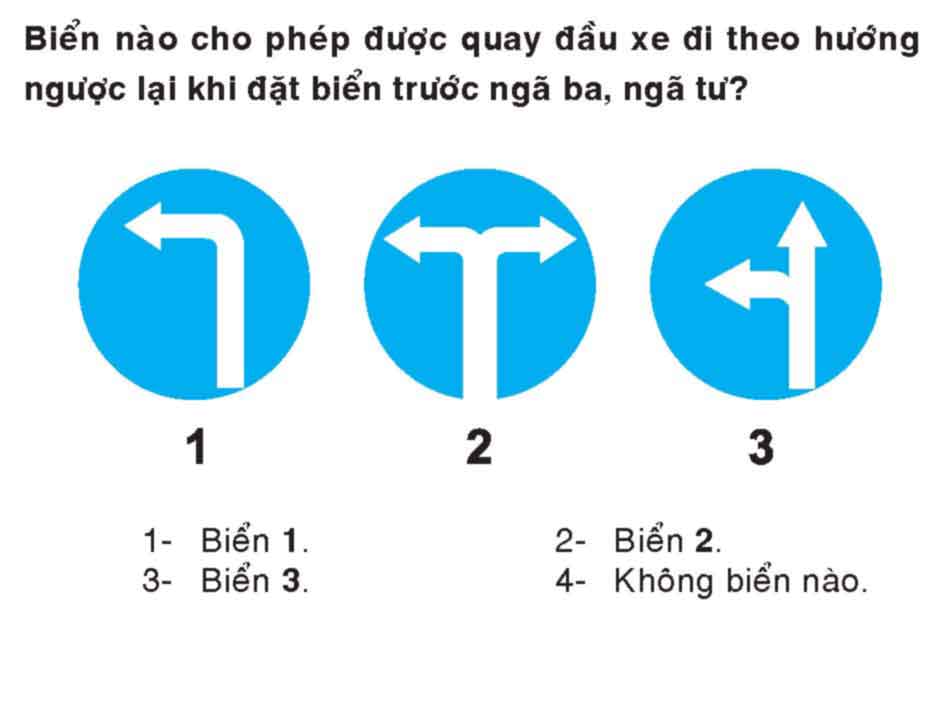 Biển nào cho phép được quay đầu xe đi theo hướng
ngược lại khi đặt biển trước ngã ba, ngã tư?
1 2 3
1- Biển 1. 2- Biển 2.
3- Biển 3. 4- Không biển nào.